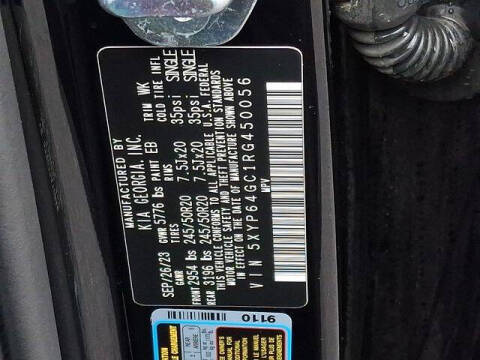 MANUFACTURED BY
KIA GEORGIA, INC.
SEP/26/23 GVWR 5776 lbs PAINT EB TRIM WK
GAWR TIRES RIMS COLD TIRE INFL
FRONT 2954 lbs 245/50R20 7.5Jx20 35psi SINGLE
REAR 3196 lbs 245/50R20 7.5Jx20 35psi SINGLE
THIS VEHICLE CONFORMS TO ALL APPLICABLE U.S.A. FEDERAL
MOTOR VEHICLE SAFETY AND THEFT PREVENTION STANDARDS
IN EFFECT ON THE DATE OF MANUFACTURE SHOWN ABOVE
VIN 5XYP64GC1RG450056
MPV
9110